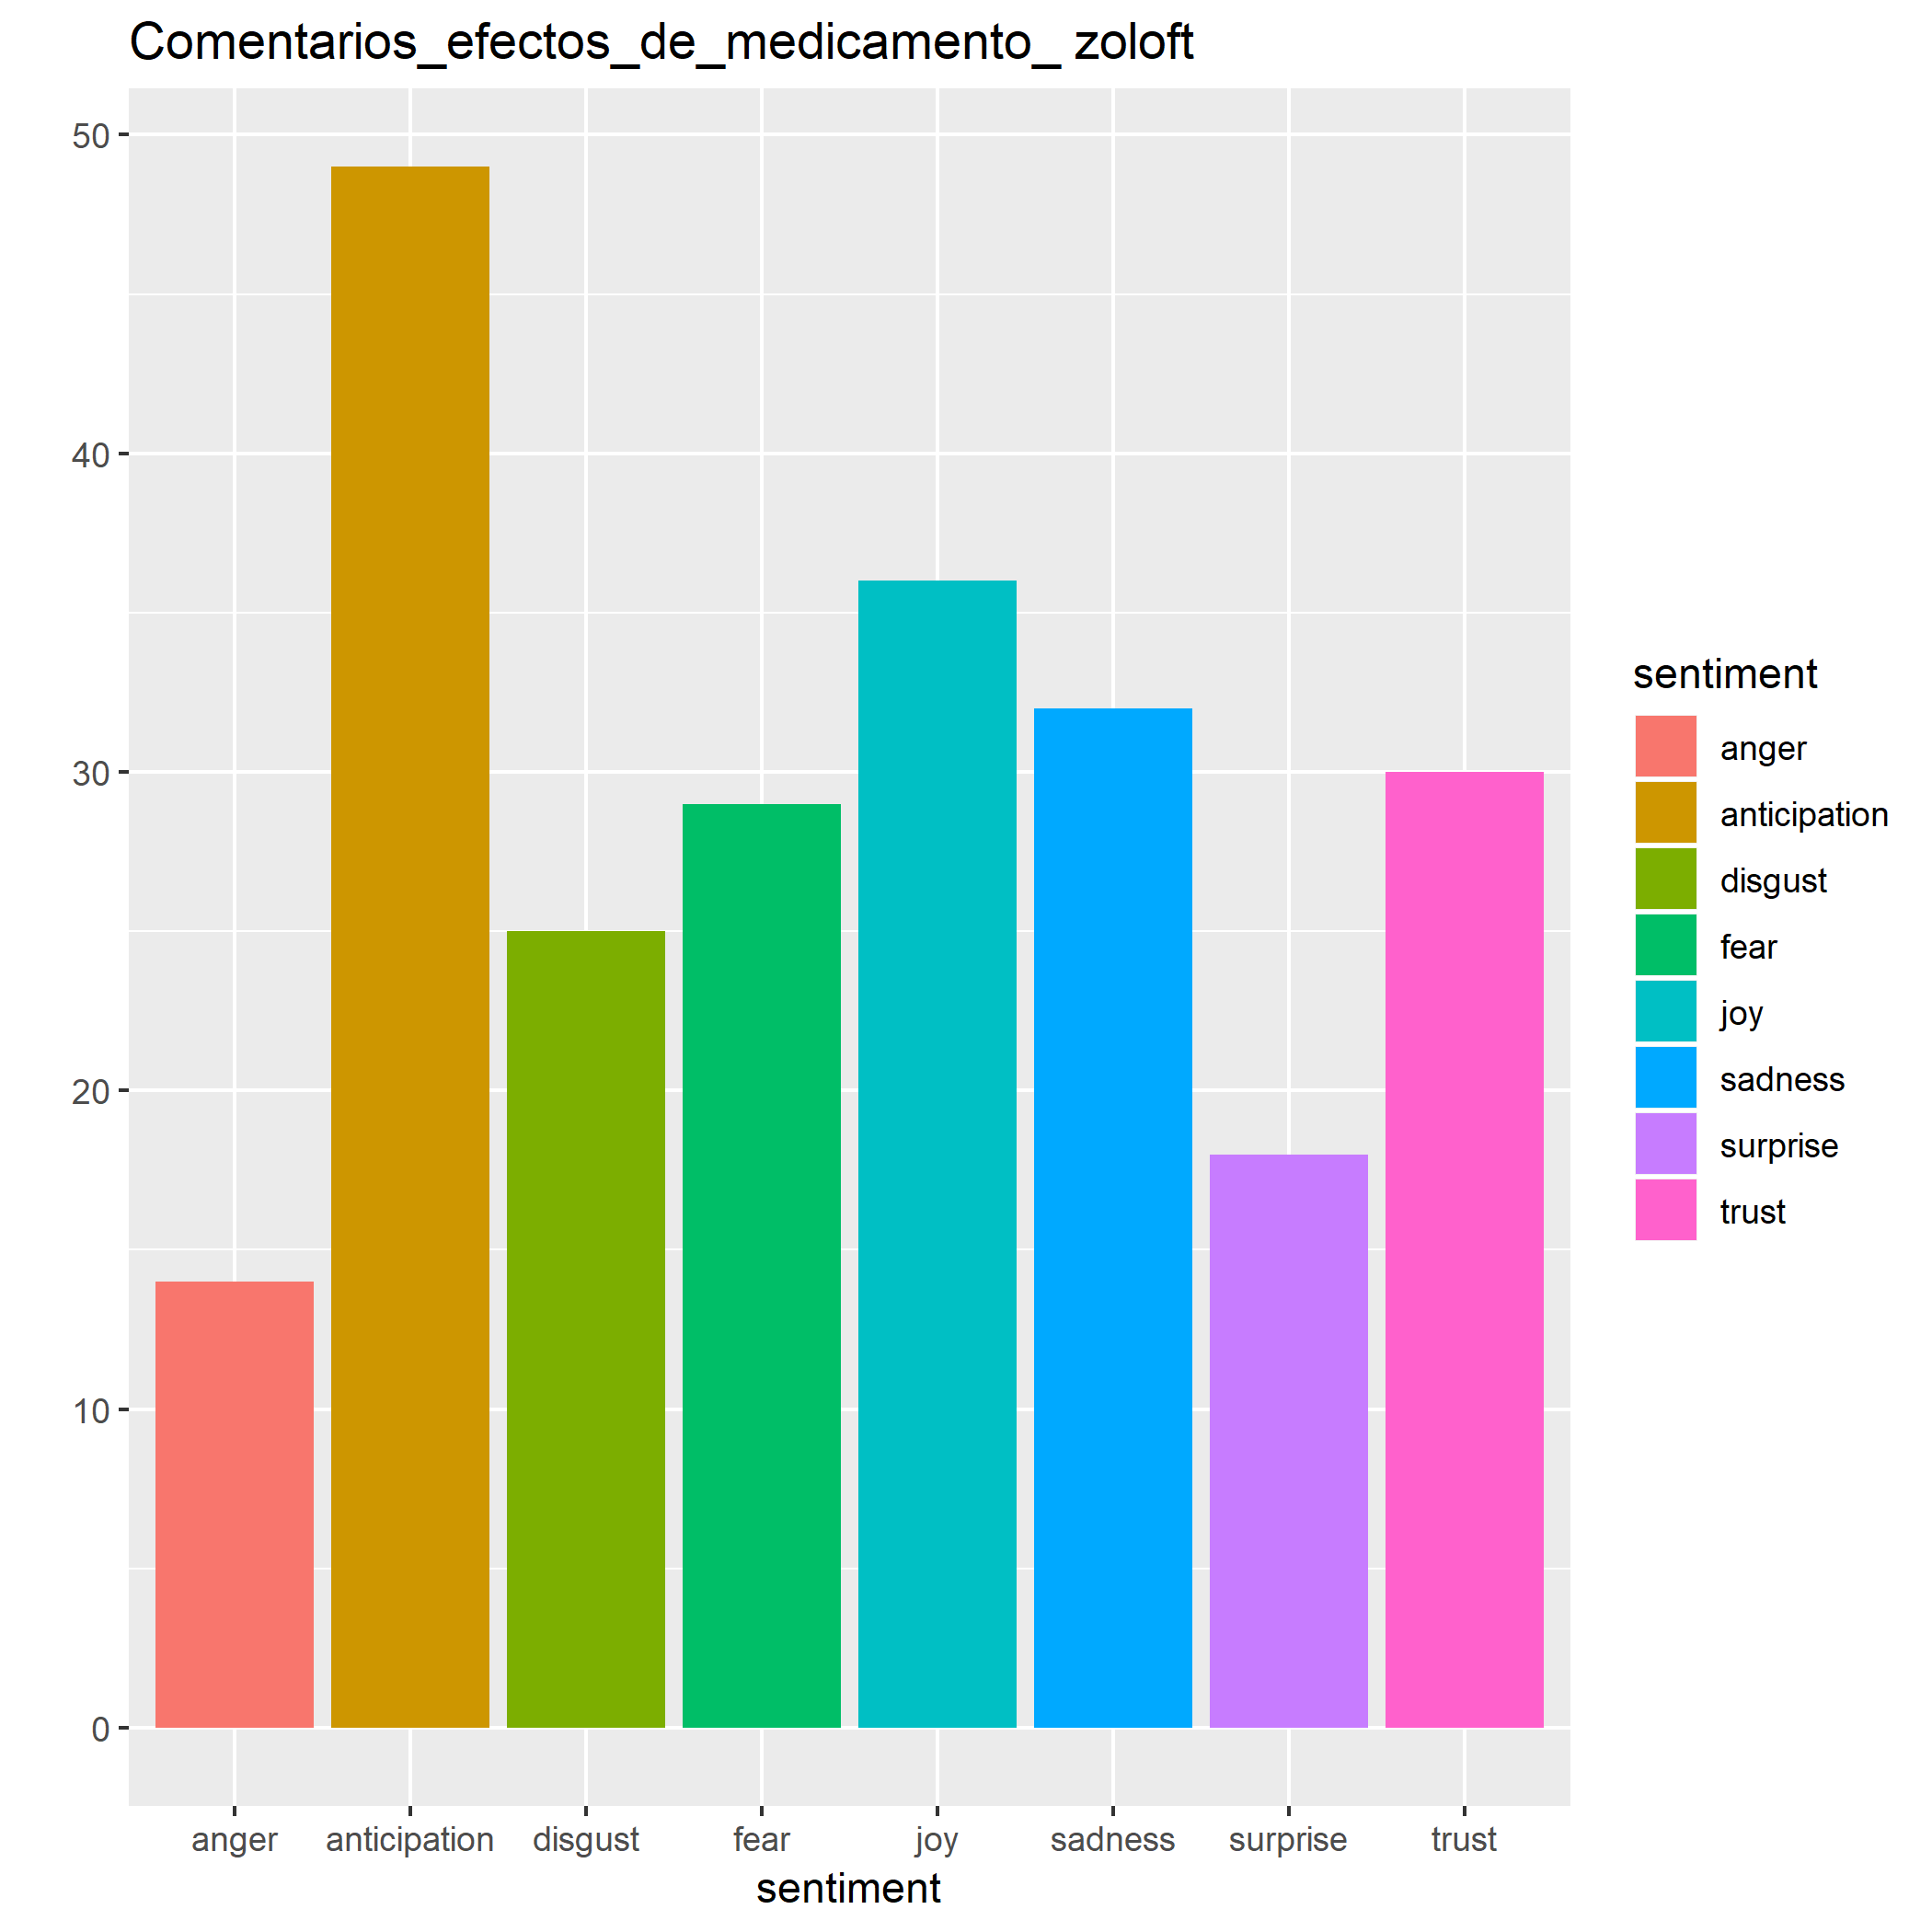 Comentarios_efectos_de_medicamento_ zoloft
50
40
30
20
10
0
anger anticipation disgust fear joy sadness surprise trust
sentiment
sentiment
anger
anticipation
disgust
fear
joy
sadness
surprise
trust